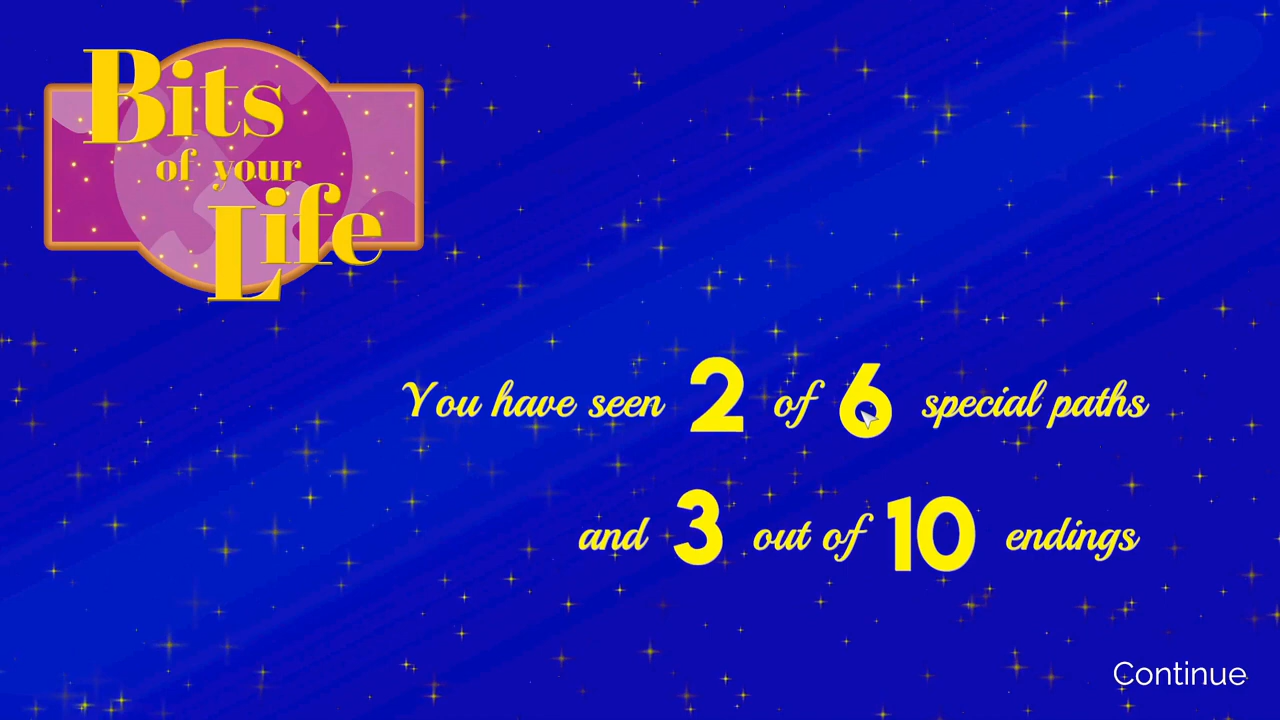 Bits
of your
Life
You have seen 2 of 6 special paths
and 3 out of 10 endings
Continue